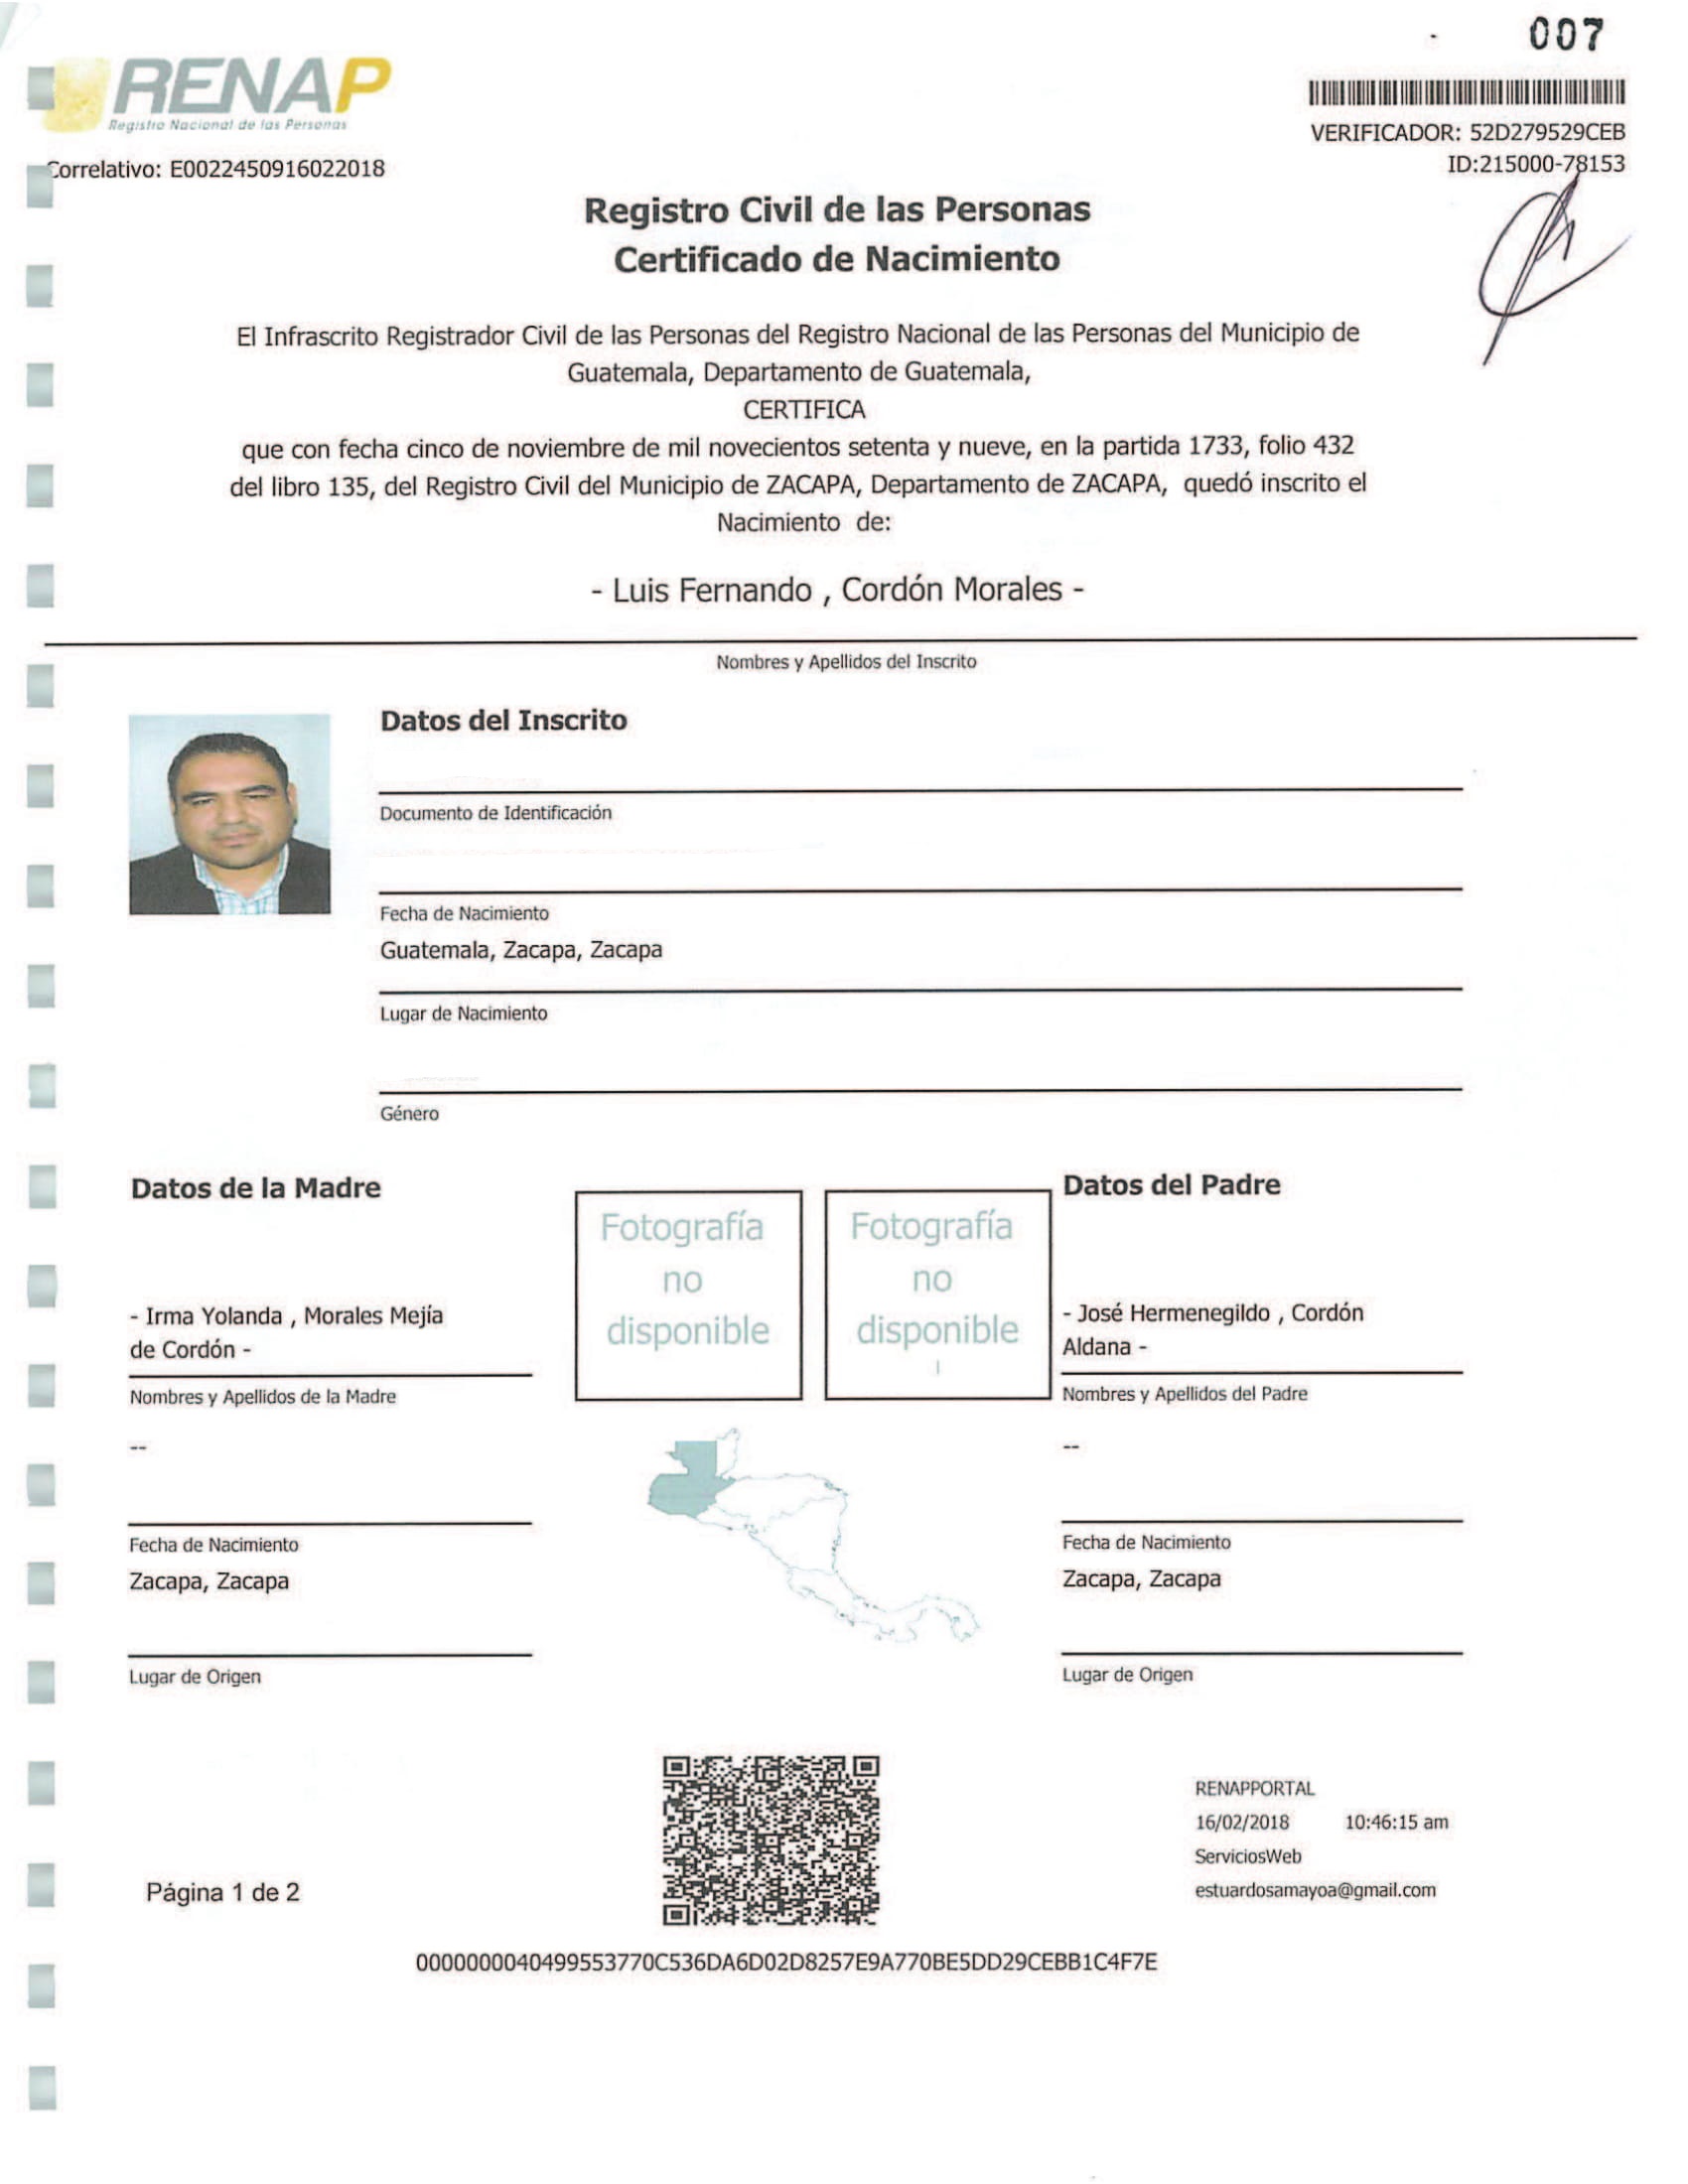 007
RENAP
Registro Nacional de las Personas
VERIFICADOR: 52D279529CEB
Correlativo: E0022450916022018
ID:215000-78153
Registro Civil de las Personas
Certificado de Nacimiento
El Infrascrito Registrador Civil de las Personas del Registro Nacional de las Personas del Municipio de
Guatemala, Departamento de Guatemala,
CERTIFICA
que con fecha cinco de noviembre de mil novecientos setenta y nueve, en la partida 1733, folio 432
del libro 135, del Registro Civil del Municipio de ZACAPA, Departamento de ZACAPA, quedó inscrito el
Nacimiento de:
- Luis Fernando , Cordón Morales -
Nombres y Apellidos del Inscrito
Datos del Inscrito
Documento de Identificación
Fecha de Nacimiento
Guatemala, Zacapa, Zacapa
Lugar de Nacimiento
Género
Datos de la Madre
- Irma Yolanda , Morales Mejía
de Cordón -
Nombres y Apellidos de la Madre
--
Fecha de Nacimiento
Zacapa, Zacapa
Lugar de Origen
Fotografía
no
disponible
Fotografía
no
disponible
Datos del Padre
- José Hermenegildo , Cordón
Aldana -
Nombres y Apellidos del Padre
--
Fecha de Nacimiento
Zacapa, Zacapa
Lugar de Origen
RENAPPORTAL
16/02/2018 10:46:15 am
ServiciosWeb
estuardosamayoa@gmail.com
Página 1 de 2
0000000040499553770C536DA6D02D8257E9A770BE5DD29CEBB1C4F7E